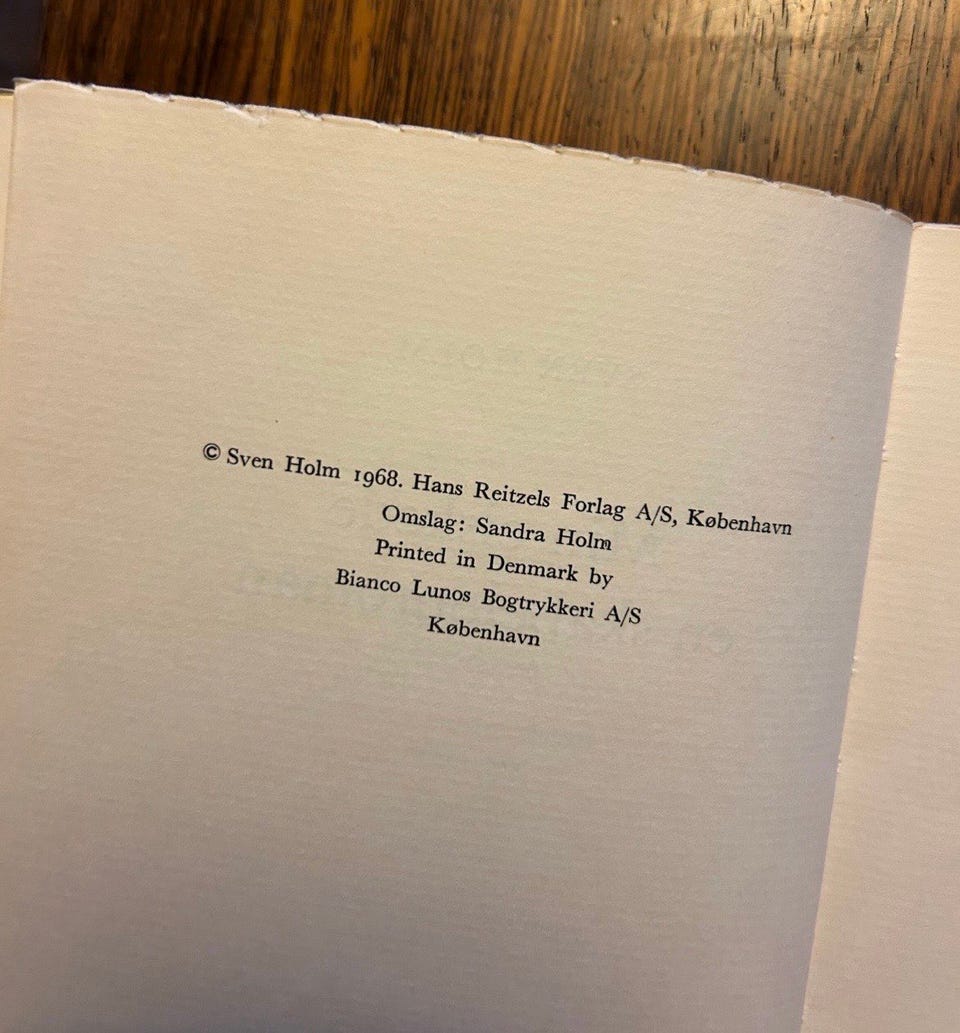 © Sven Holm 1968. Hans Reitzels Forlag A/S, København
Omslag: Sandra Holm
Printed in Denmark by
Bianco Lunos Bogtrykkeri A/S
København